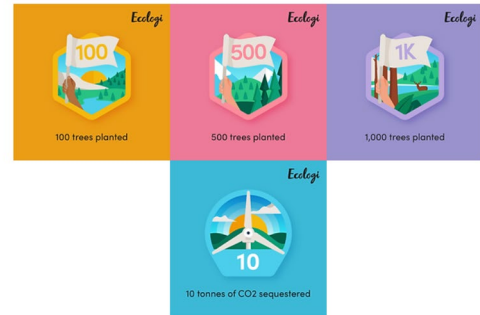 Ecologi
100
100 trees planted
Ecologi
500
500 trees planted
Ecologi
1K
1,000 trees planted
Ecologi
10
10 tonnes of CO2 sequestered